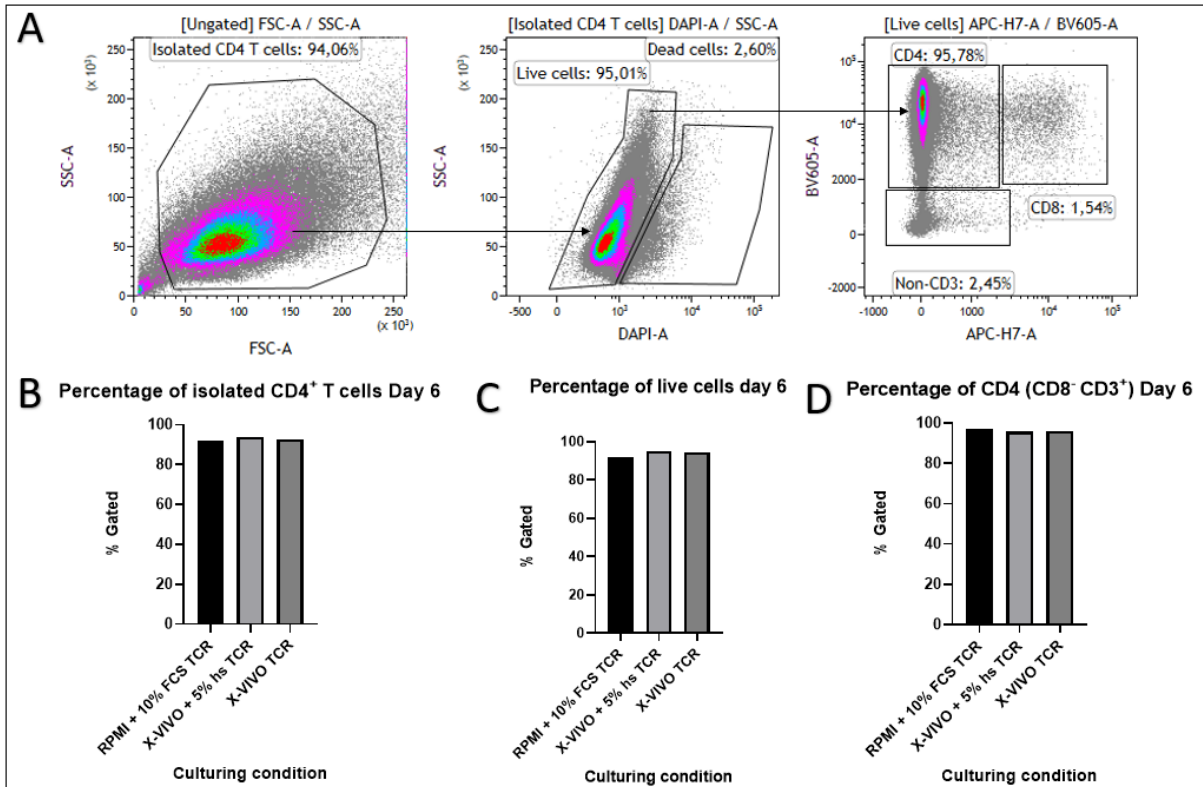 A
[Ungated] FSC-A / SSC-A
Isolated CD4 T cells: 94,06%
(x 10³)
250
200
150
100
50
0
SSC-A
0
50
100
150
200
250
(x 10³)
FSC-A
[Isolated CD4 T cells] DAPI-A / SSC-A
Dead cells: 2,60%
Live cells: 95,01%
(x 10³)
250
200
150
100
50
0
SSC-A
-500
10³
10⁴
10⁵
DAPI-A
[Live cells] APC-H7-A / BV605-A
CD4: 95,78%
10⁵
10⁴
2000
0
-2000
BV605-A
CD8: 1,54%
Non-CD3: 2,45%
-1000
0
1000
10⁴
10⁵
APC-H7-A
B
Percentage of isolated CD4⁺ T cells Day 6
100
80
60
40
20
0
% Gated
RPMI + 10% FCS TCR
X-VIVO + 5% hs TCR
X-VIVO TCR
Culturing condition
C
Percentage of live cells day 6
100
80
60
40
20
0
% Gated
RPMI + 10% FCS TCR
X-VIVO + 5% hs TCR
X-VIVO TCR
Culturing condition
D
Percentage of CD4 (CD8⁻ CD3⁺) Day 6
100
80
60
40
20
0
% Gated
RPMI + 10% FCS TCR
X-VIVO + 5% hs TCR
X-VIVO TCR
Culturing condition